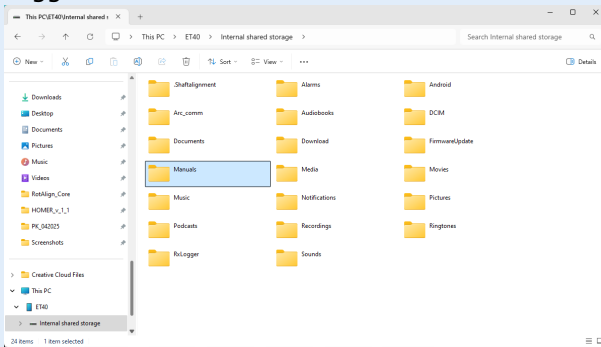 This PC\ET40\Internal shared s
This PC > ET40 > Internal shared storage >
Search Internal shared storage
New
Sort
View
Details
Downloads
Desktop
Documents
Pictures
Music
Videos
RotAlign_Core
HOMER_v_1_1
PK_042025
Screenshots
Creative Cloud Files
This PC
ET40
Internal shared storage
.Shaftalignment
Alarms
Android
Arc_comm
Audiobooks
DCIM
Documents
Download
FirmwareUpdate
Manuals
Media
Movies
Music
Notifications
Pictures
Podcasts
Recordings
Ringtones
RxLogger
Sounds
24 items 1 item selected